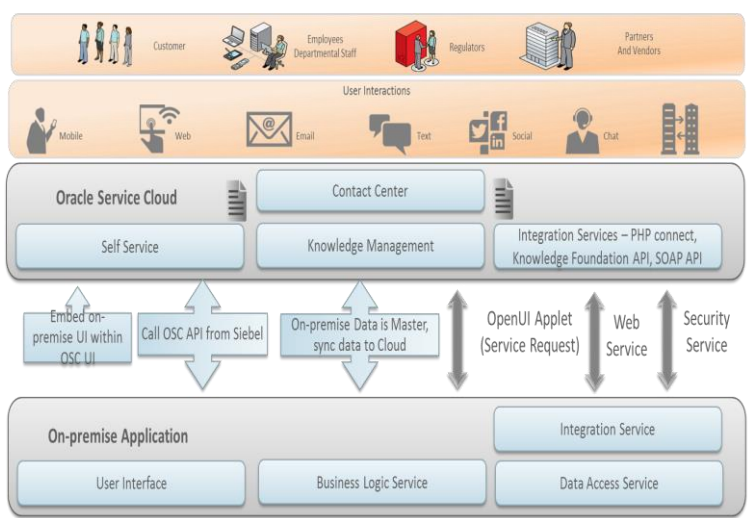 Customer
Employees
Departmental Staff
Regulators
Partners
And Vendors
User Interactions
Mobile
Web
@
Email
Text
in
Social
Chat
Oracle Service Cloud
Contact Center
Self Service
Knowledge Management
Integration Services – PHP connect,
Knowledge Foundation API, SOAP API
Embed on-
premise UI within
OSC UI
Call OSC API from Siebel
On-premise Data is Master,
sync data to Cloud
OpenUI Applet
(Service Request)
Web
Service
Security
Service
On-premise Application
Integration Service
User Interface
Business Logic Service
Data Access Service